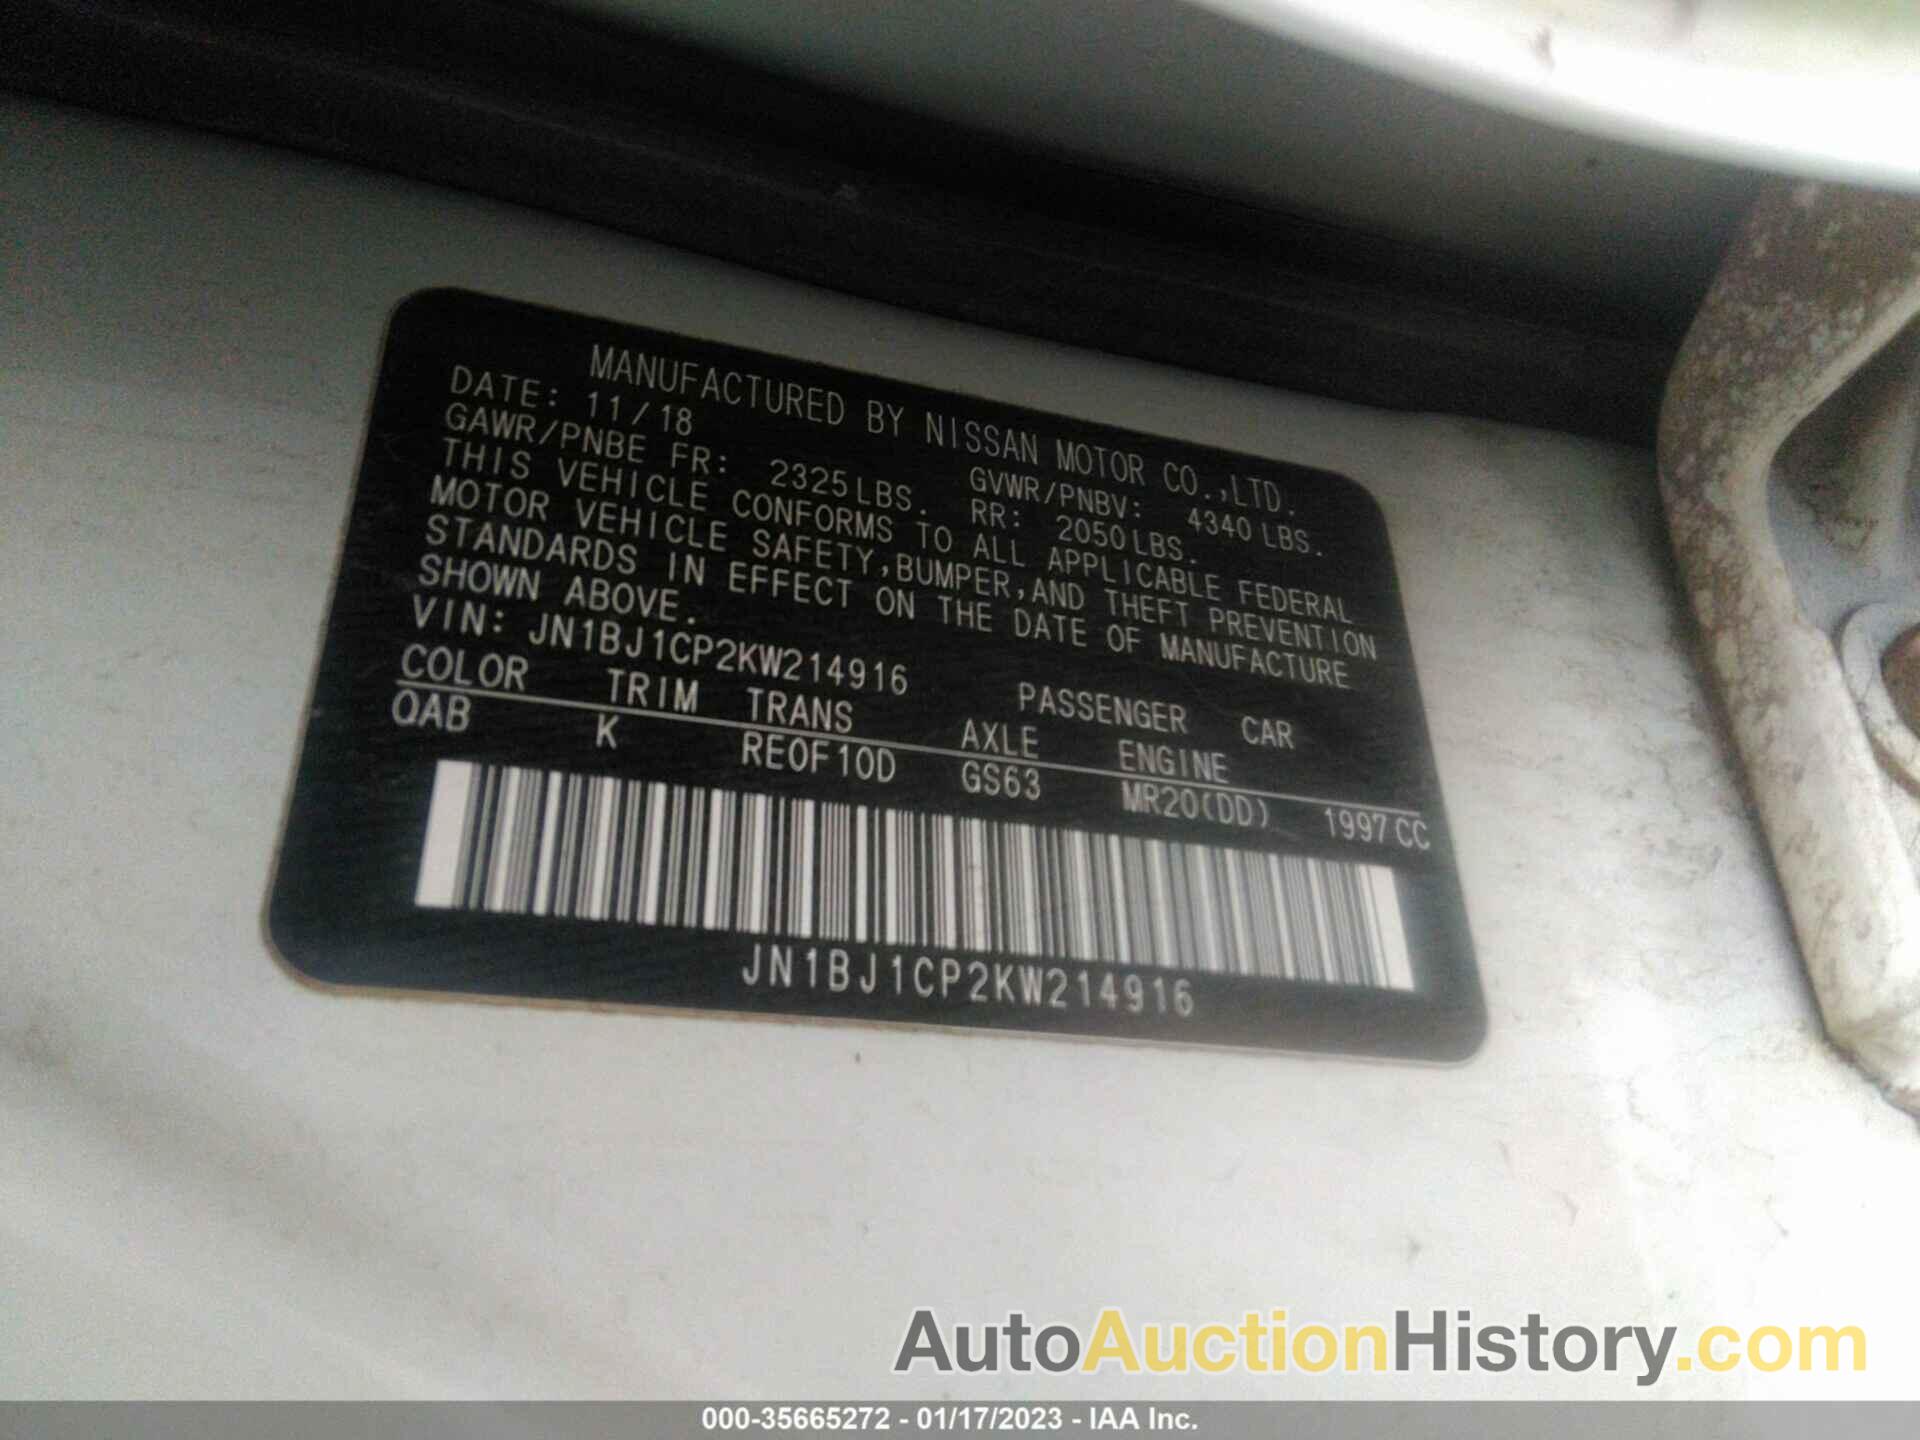 MANUFACTURED BY NISSAN MOTOR CO.,LTD.
DATE: 11/18 GVWR/PNBV: 4340 LBS.
GAWR/PNBE FR: 2325 LBS. RR: 2050 LBS.
THIS VEHICLE CONFORMS TO ALL APPLICABLE FEDERAL
MOTOR VEHICLE SAFETY, BUMPER, AND THEFT PREVENTION
STANDARDS IN EFFECT ON THE DATE OF MANUFACTURE
SHOWN ABOVE.
VIN: JN1BJ1CP2KW214916 PASSENGER CAR
COLOR TRIM TRANS AXLE ENGINE
QAB K RE0F10D GS63 MR20(DD) 1997 CC
JN1BJ1CP2KW214916
AutoAuctionHistory.com
000-35665272 - 01/17/2023 - IAA Inc.